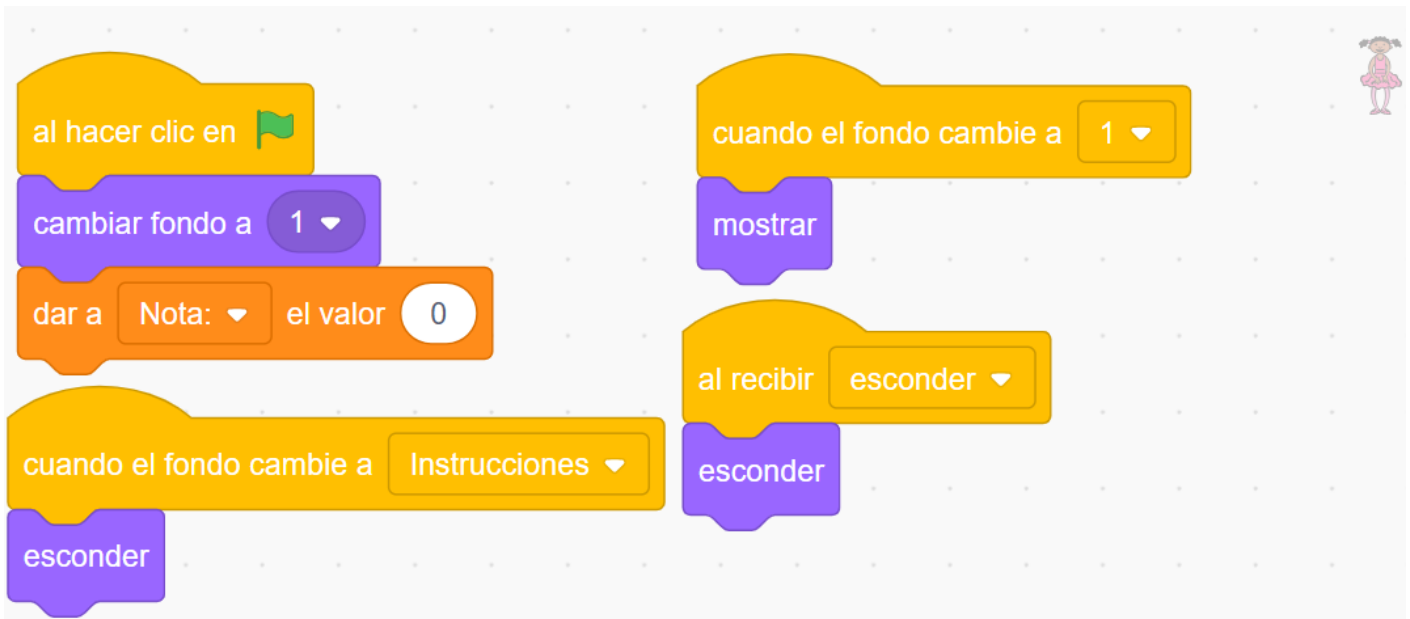 al hacer clic en
cambiar fondo a 1
dar a Nota: el valor 0
cuando el fondo cambie a Instrucciones
esconder
cuando el fondo cambie a 1
mostrar
al recibir esconder
esconder